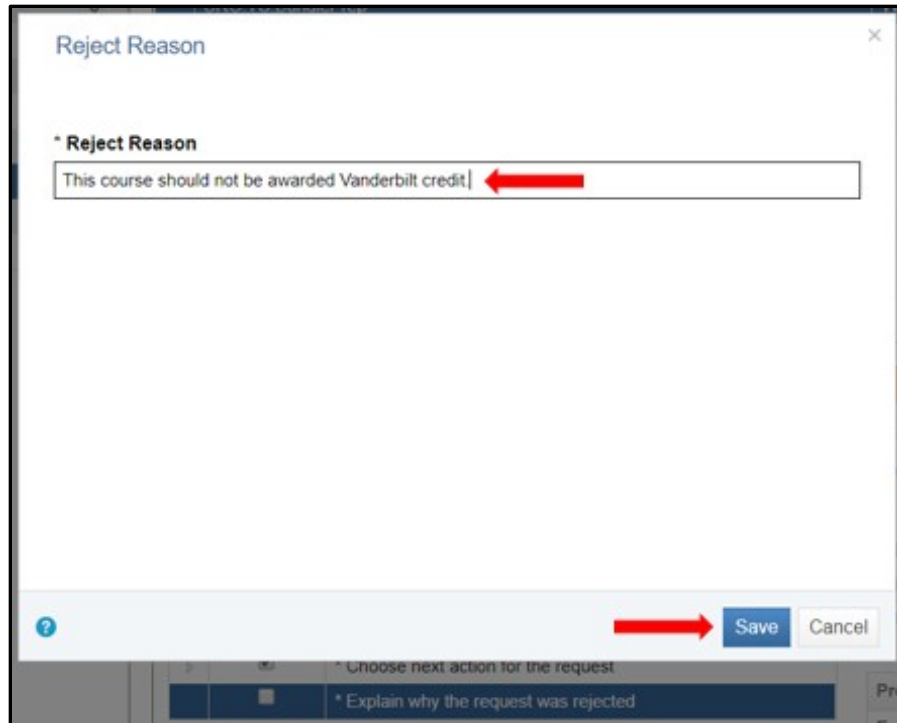 Reject Reason
* Reject Reason
This course should not be awarded Vanderbilt credit.
Save
Cancel
* Choose next action for the request
* Explain why the request was rejected